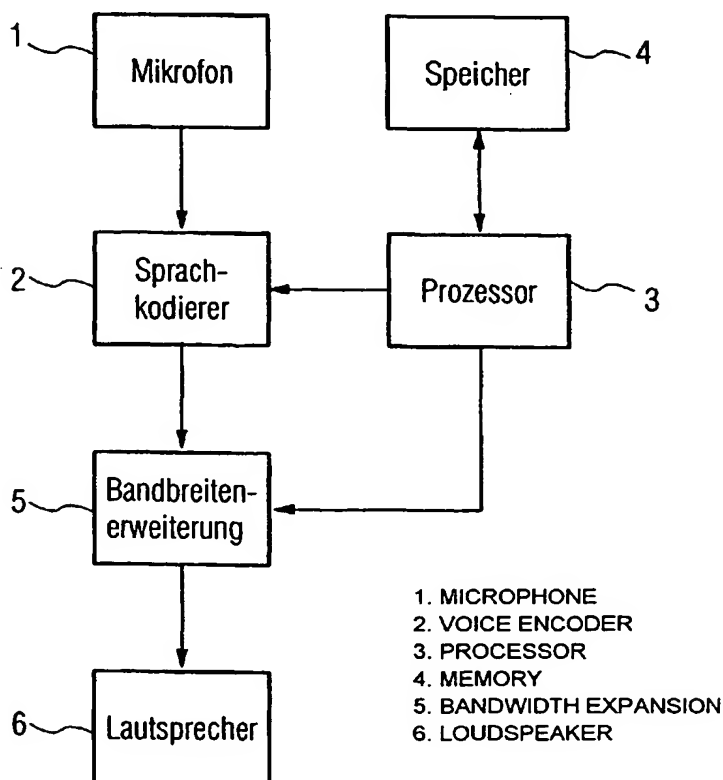 1
Mikrofon
Speicher
4
2
Sprach-
kodierer
Prozessor
3
5
Bandbreiten-
erweiterung
6
Lautsprecher
1. MICROPHONE
2. VOICE ENCODER
3. PROCESSOR
4. MEMORY
5. BANDWIDTH EXPANSION
6. LOUDSPEAKER